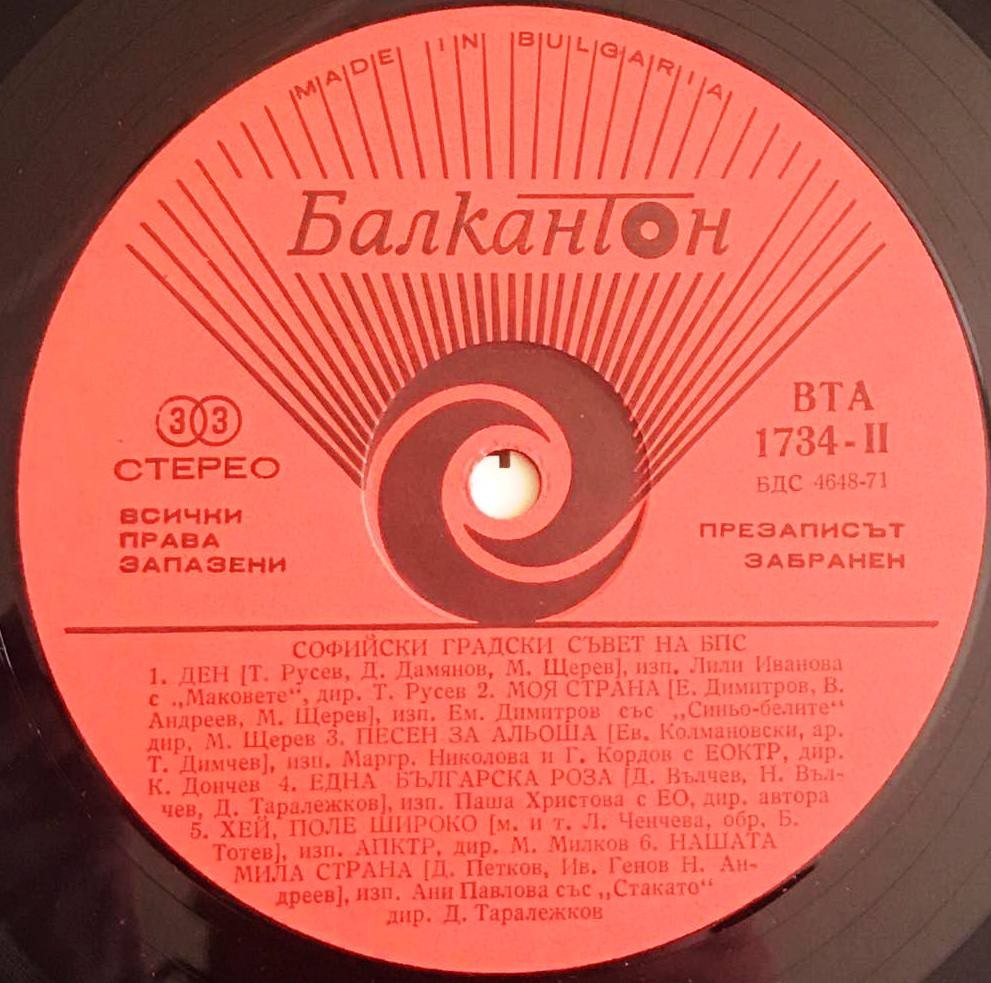 MADE IN BULGARIA
Балкантон
33
СТЕРЕО
ВСИЧКИ
ПРАВА
ЗАПАЗЕНИ
ВТА
1734-II
БДС 4648-71
ПРЕЗАПИСЪТ
ЗАБРАНЕН
СОФИЙСКИ ГРАДСКИ СЪВЕТ НА БПС
1. ДЕН [Т. Русев, Д. Дамянов, М. Щерев], изп. Лили Иванова
с „Маковете“, дир. Т. Русев 2. МОЯ СТРАНА [Е. Димитров, В.
Андреев, М. Щерев], изп. Ем. Димитров със „Синьо-белите“
дир, М. Щерев 3. ПЕСЕН ЗА АЛЬОША [Ев. Колмановски, ар.
Т. Димчев], изп. Маргр. Николова и Г. Кордов с ЕОКТР, дир.
К. Дончев 4. ЕДНА БЪЛГАРСКА РОЗА [Д. Вълчев, Н. Въл-
чев, Д. Таралежков], изп. Паша Христова с ЕО, дир. автора
5. ХЕЙ, ПОЛЕ ШИРОКО [м. и т. Л. Ченчева, обр. Б.
Тотев], изп. АПКТР, дир. М. Милков 6. НАШАТА
МИЛА СТРАНА [Д. Петков, Ив. Генов Н. Ан-
дреев], изп. Ани Павлова със „Стакато“
дир. Д. Таралежков